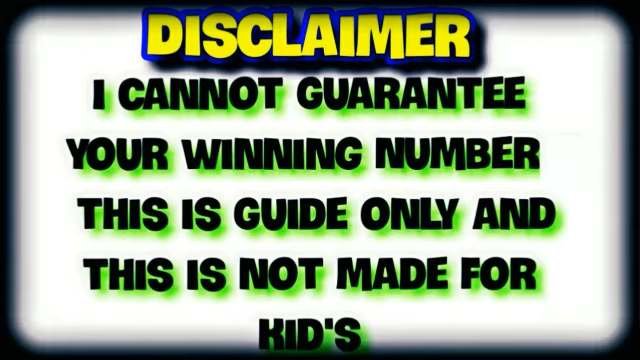 DISCLAIMER
I CANNOT GUARANTEE
YOUR WINNING NUMBER
THIS IS GUIDE ONLY AND
THIS IS NOT MADE FOR
KID'S